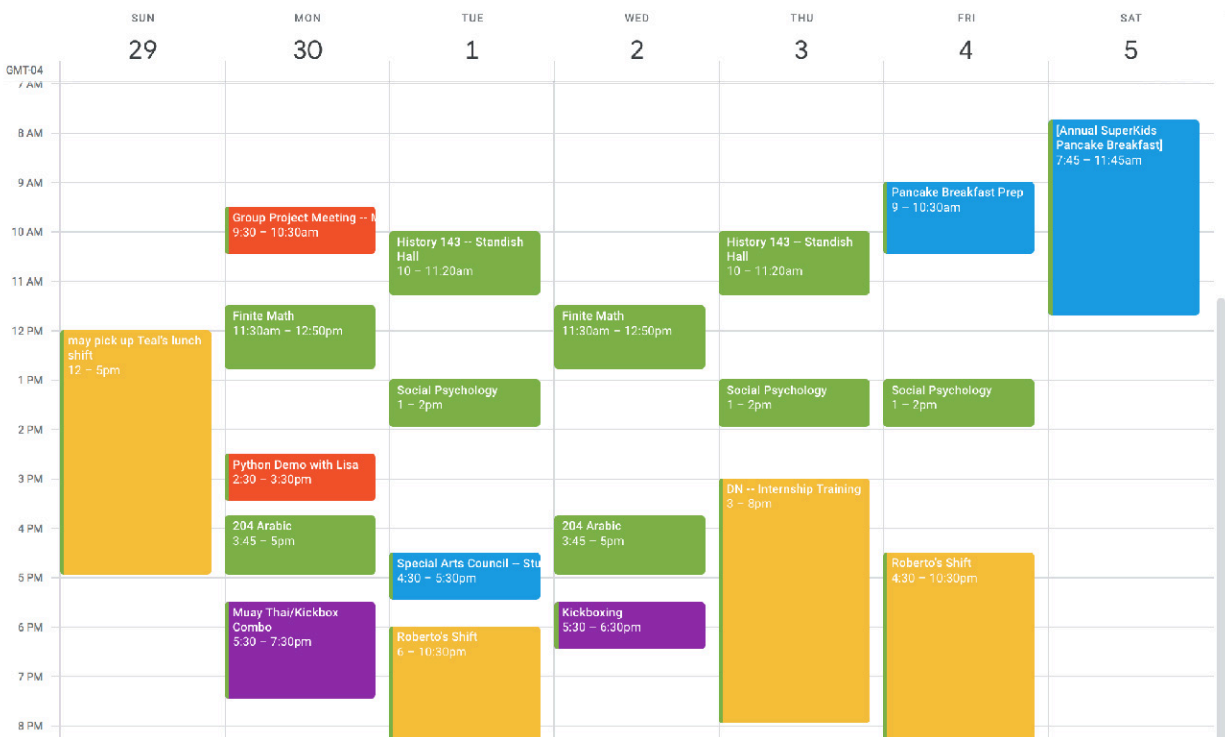 SUN
MON
TUE
WED
THU
FRI
SAT
29
30
1
2
3
4
5
GMT-04
7 AM
8 AM
9 AM
10 AM
11 AM
12 PM
1 PM
2 PM
3 PM
4 PM
5 PM
6 PM
7 PM
8 PM
may pick up Teal's lunch
shift
12 – 5pm
Group Project Meeting -- M
9:30 – 10:30am
Finite Math
11:30am – 12:50pm
Python Demo with Lisa
2:30 – 3:30pm
204 Arabic
3:45 – 5pm
Muay Thai/Kickbox
Combo
5:30 – 7:30pm
History 143 -- Standish
Hall
10 – 11:20am
Social Psychology
1 – 2pm
Special Arts Council -- Stu
4:30 – 5:30pm
Roberto's Shift
6 – 10:30pm
Finite Math
11:30am – 12:50pm
204 Arabic
3:45 – 5pm
Kickboxing
5:30 – 6:30pm
History 143 -- Standish
Hall
10 – 11:20am
Social Psychology
1 – 2pm
DN -- Internship Training
3 – 8pm
Pancake Breakfast Prep
9 – 10:30am
Social Psychology
1 – 2pm
Roberto's Shift
4:30 – 10:30pm
[Annual SuperKids
Pancake Breakfast]
7:45 – 11:45am